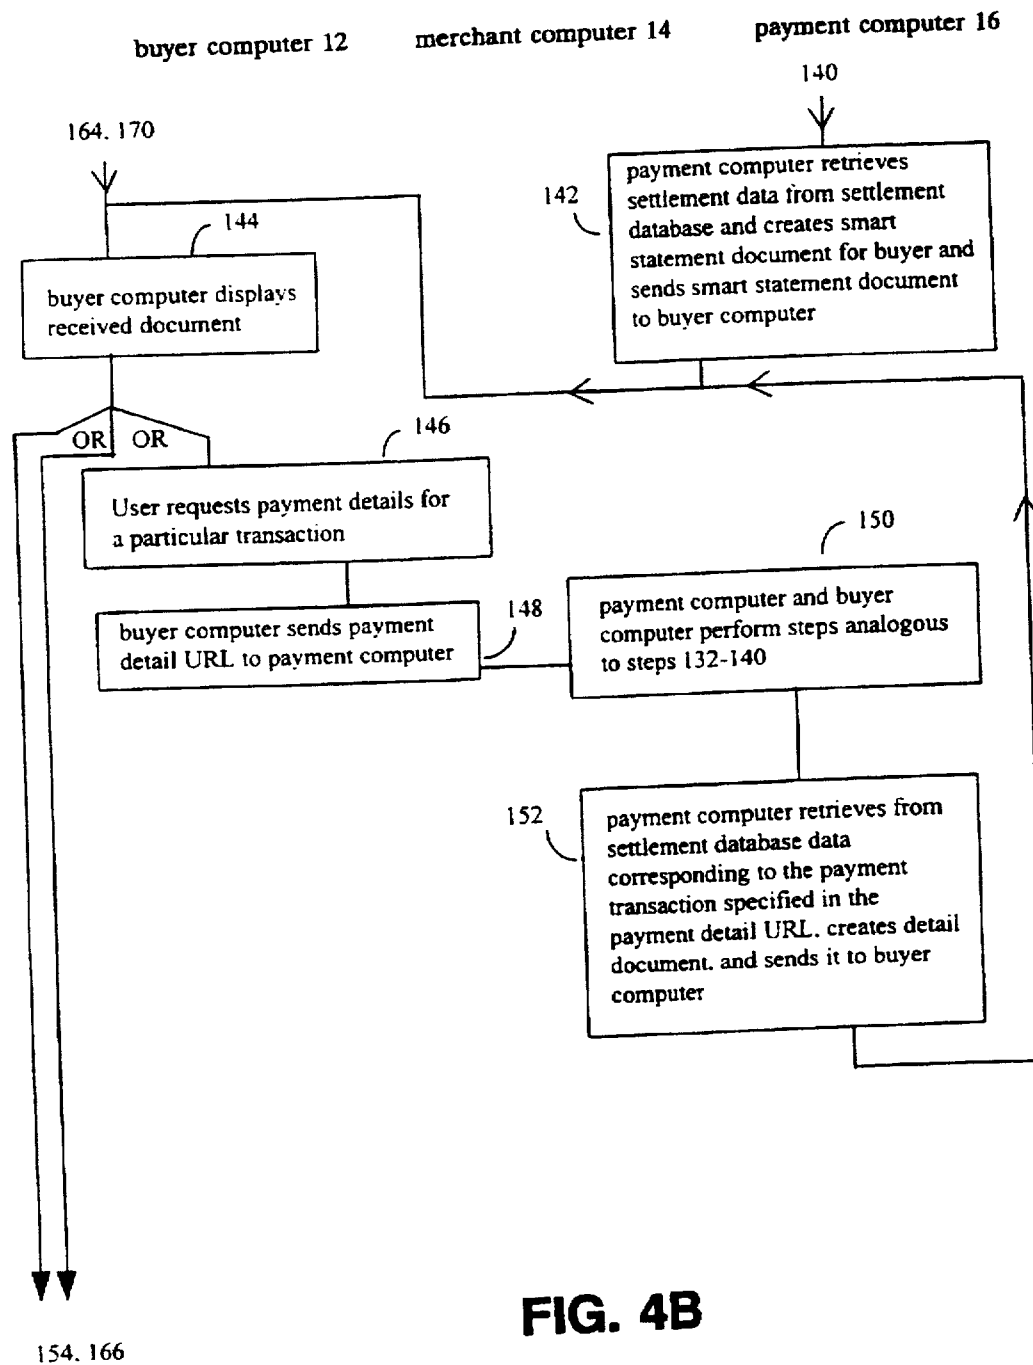 buyer computer 12 merchant computer 14 payment computer 16
140
164. 170
payment computer retrieves
settlement data from settlement
database and creates smart
statement document for buyer and
sends smart statement document
to buyer computer
142
144
buyer computer displays
received document
OR OR
146
User requests payment details for
a particular transaction
148
buyer computer sends payment
detail URL to payment computer
150
payment computer and buyer
computer perform steps analogous
to steps 132-140
152
payment computer retrieves from
settlement database data
corresponding to the payment
transaction specified in the
payment detail URL. creates detail
document. and sends it to buyer
computer
FIG. 4B
154. 166